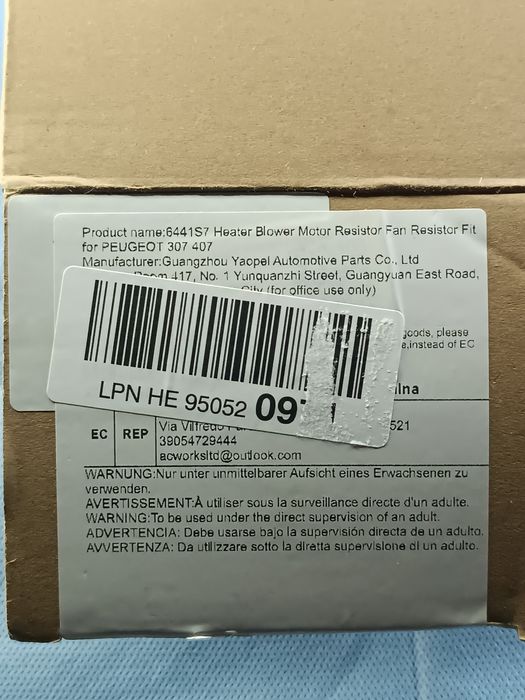 Product name:6441S7 Heater Blower Motor Resistor Fan Resistor Fit
for PEUGEOT 307 407
Manufacturer:Guangzhou Yaopei Automotive Parts Co., Ltd
Room 417, No. 1 Yunquanzhi Street, Guangyuan East Road,
City (for office use only)
goods, please
instead of EC
LPN HE 95052 09
Via
521
EC REP
39054729444
acworksltd@outlook.com
WARNUNG:Nur unter unmittelbarer Aufsicht eines Erwachsenen zu
verwenden.
AVERTISSEMENT:À utiliser sous la surveillance directe d'un adulte.
WARNING:To be used under the direct supervision of an adult.
ADVERTENCIA: Debe usarse bajo la supervisión directa de un adulto.
AVVERTENZA: Da utilizzare sotto la diretta supervisione di un adulto.